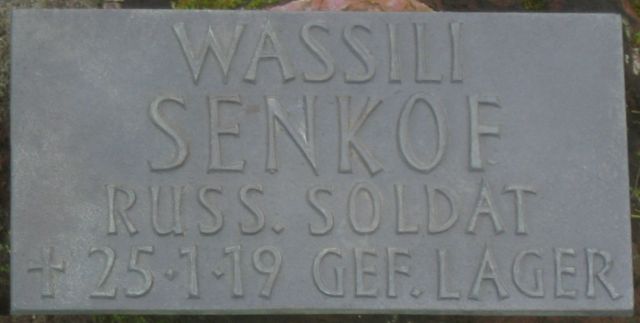 WASSILI
SENKOF
RUSS. SOLDAT
+ 25·1·19 GEF. LAGER